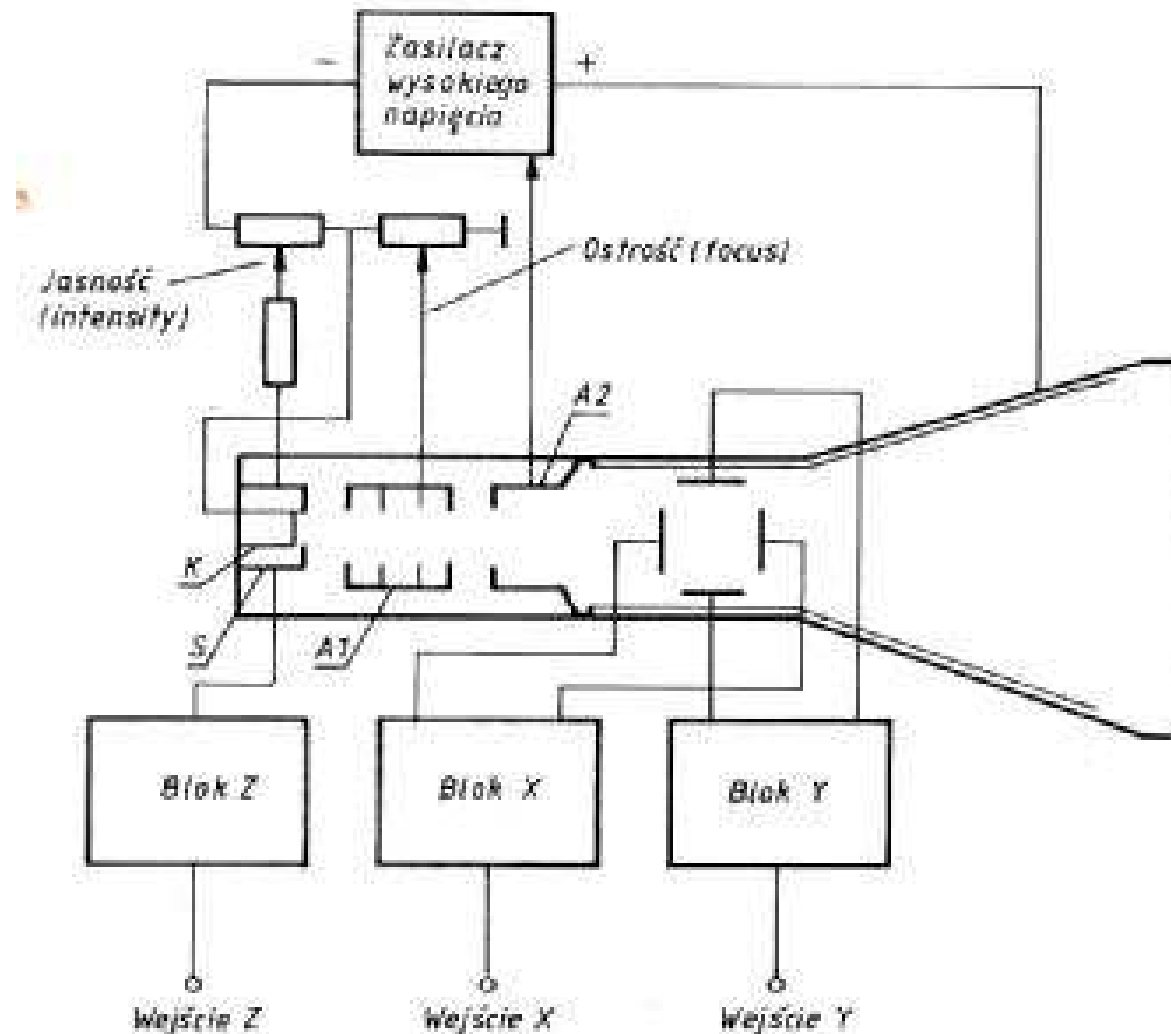 Zasilacz
wysokiego
napięcia
-
+
Jasność
(intensity)
Ostrość (focus)
A2
K
S
A1
Blok Z
Blok X
Blok Y
Wejście Z
Wejście X
Wejście Y